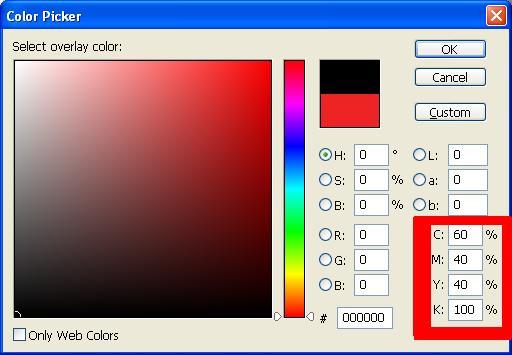 Color Picker
Select overlay color:
OK
Cancel
Custom
H: 0 °
L: 0
S: 0 %
a: 0
B: 0 %
b: 0
R: 0
C: 60 %
G: 0
M: 40 %
B: 0
Y: 40 %
# 000000
K: 100 %
Only Web Colors